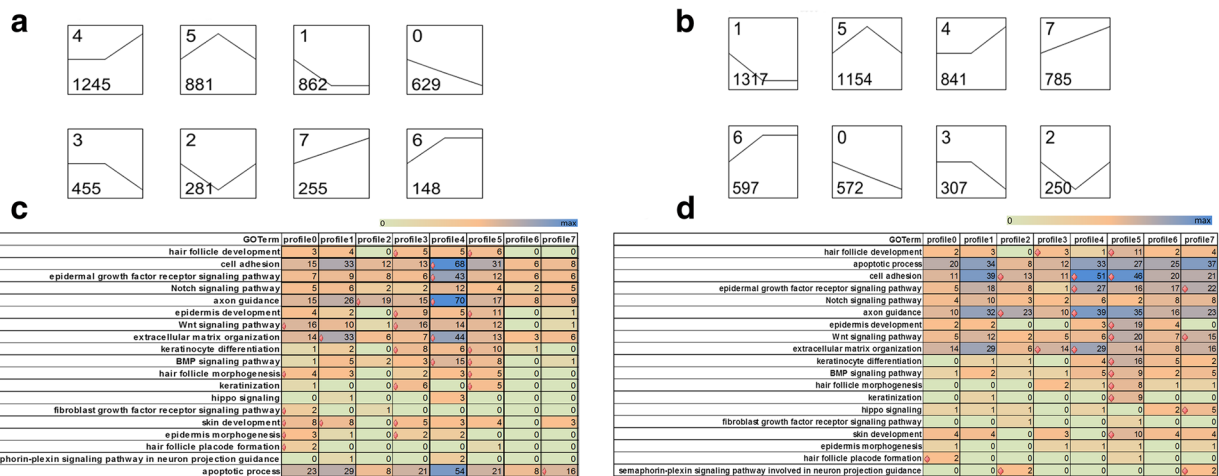 a
4
1245
5
881
1
862
0
629
3
455
2
281
7
255
6
148
b
1
1317
5
1154
4
841
7
785
6
597
0
572
3
307
2
250
c
0 max
GOTerm profile0 profile1 profile2 profile3 profile4 profile5 profile6 profile7
hair follicle development 3 4 0 5 5 6 0 0
cell adhesion 15 33 12 13 68 31 6 8
epidermal growth factor receptor signaling pathway 7 9 8 6 43 12 6 6
Notch signaling pathway 5 6 2 2 12 4 2 5
axon guidance 15 26 19 15 70 17 8 9
epidermis development 4 2 0 9 5 11 0 1
Wnt signaling pathway 16 10 1 16 14 12 0 1
extracellular matrix organization 14 33 6 7 44 13 3 6
keratinocyte differentiation 1 2 0 8 6 10 1 0
BMP signaling pathway 1 2 2 3 15 8 0 1
hair follicle morphogenesis 4 3 0 2 3 5 0 0
keratinization 1 0 0 6 0 5 0 0
hippo signaling 0 1 0 0 3 0 0 0
fibroblast growth factor receptor signaling pathway 2 0 1 0 0 0 0 0
skin development 8 8 0 5 3 4 0 3
epidermis morphogenesis 3 1 0 2 2 0 0 0
hair follicle placode formation 2 0 0 0 0 1 0 0
phorin-plexin signaling pathway in neuron projection guidance 0 1 0 0 2 0 0 0
apoptotic process 23 29 8 21 54 21 8 16
d
0 max
GOTerm profile0 profile1 profile2 profile3 profile4 profile5 profile6 profile7
hair follicle development 2 3 0 3 1 11 2 4
apoptotic process 20 34 8 12 33 27 25 37
cell adhesion 11 39 13 11 51 46 20 21
epidermal growth factor receptor signaling pathway 5 18 8 1 27 16 17 22
Notch signaling pathway 4 10 3 2 6 2 8 8
axon guidance 10 32 23 10 39 35 16 23
epidermis development 2 2 0 0 3 19 4 0
Wnt signaling pathway 5 12 2 5 6 20 7 15
extracellular matrix organization 14 29 6 14 29 28 14 16
keratinocyte differentiation 0 1 1 0 4 16 5 2
BMP signaling pathway 1 2 1 1 5 9 2 5
hair follicle morphogenesis 0 0 0 2 1 8 1 1
keratinization 0 1 0 0 0 9 0 0
hippo signaling 1 1 1 0 1 0 2 5
fibroblast growth factor receptor signaling pathway 0 0 1 0 0 1 0 0
skin development 4 4 0 3 4 10 4 4
epidermis morphogenesis 1 0 0 1 1 1 0 1
hair follicle placode formation 2 0 0 0 0 1 0 0
semaphorin-plexin signaling pathway involved in neuron projection guidance 0 0 2 0 0 0 0 2